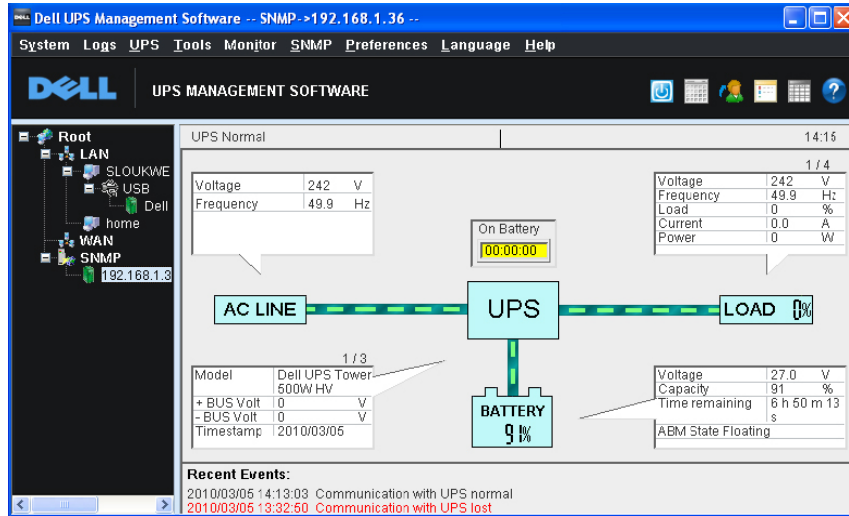 Dell UPS Management Software -- SNMP->192.168.1.36 --
System Logs UPS Tools Monitor SNMP Preferences Language Help
DELL UPS MANAGEMENT SOFTWARE
Root
LAN
SLOUKWE
USB
Dell
home
WAN
SNMP
192.168.1.3
UPS Normal 14:15
Voltage 242 V
Frequency 49.9 Hz
1 / 4
Voltage 242 V
Frequency 49.9 Hz
Load 0 %
Current 0.0 A
Power 0 W
On Battery
00:00:00
AC LINE UPS LOAD 0%
1 / 3
Model Dell UPS Tower
500W HV
+ BUS Volt 0 V
- BUS Volt 0 V
Timestamp 2010/03/05
BATTERY
91%
Voltage 27.0 V
Capacity 91 %
Time remaining 6 h 50 m 13
s
ABM State Floating
Recent Events:
2010/03/05 14:13:03 Communication with UPS normal
2010/03/05 13:32:50 Communication with UPS lost